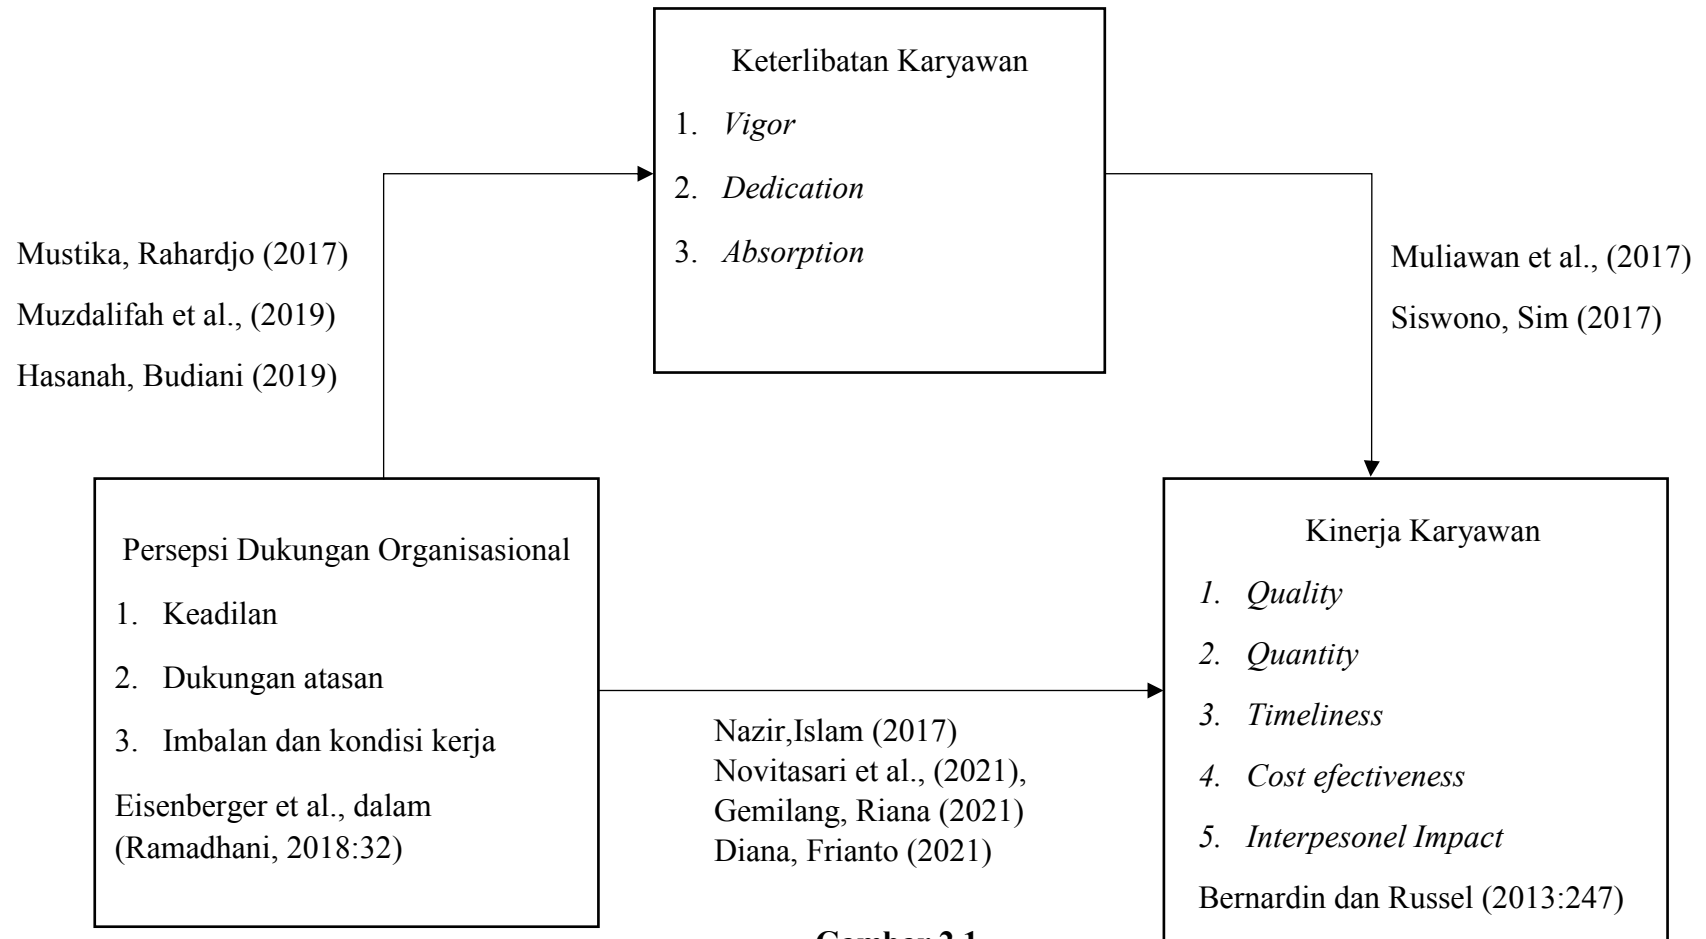 Keterlibatan Karyawan
1. Vigor
2. Dedication
3. Absorption
Mustika, Rahardjo (2017)
Muzdalifah et al., (2019)
Hasanah, Budiani (2019)
Muliawan et al., (2017)
Siswono, Sim (2017)
Persepsi Dukungan Organisasional
1. Keadilan
2. Dukungan atasan
3. Imbalan dan kondisi kerja
Eisenberger et al., dalam
(Ramadhani, 2018:32)
Nazir,Islam (2017)
Novitasari et al., (2021),
Gemilang, Riana (2021)
Diana, Frianto (2021)
Kinerja Karyawan
1. Quality
2. Quantity
3. Timeliness
4. Cost efectiveness
5. Interpesonel Impact
Bernardin dan Russel (2013:247)
Gambar 2.1